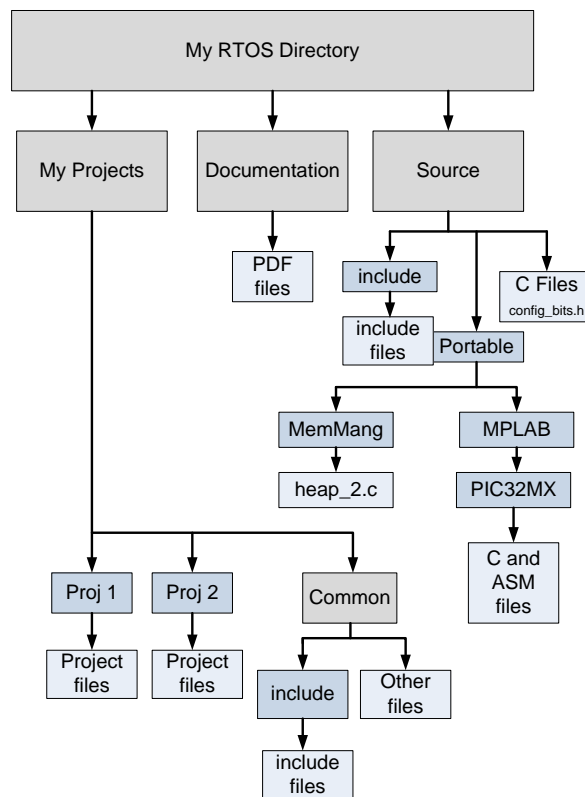 My RTOS Directory
My Projects
Documentation
Source
PDF
files
include
C Files
config_bits.h
include
files
Portable
MemMang
MPLAB
heap_2.c
PIC32MX
C and
ASM
files
Proj 1
Proj 2
Common
Project
files
Project
files
include
Other
files
include
files